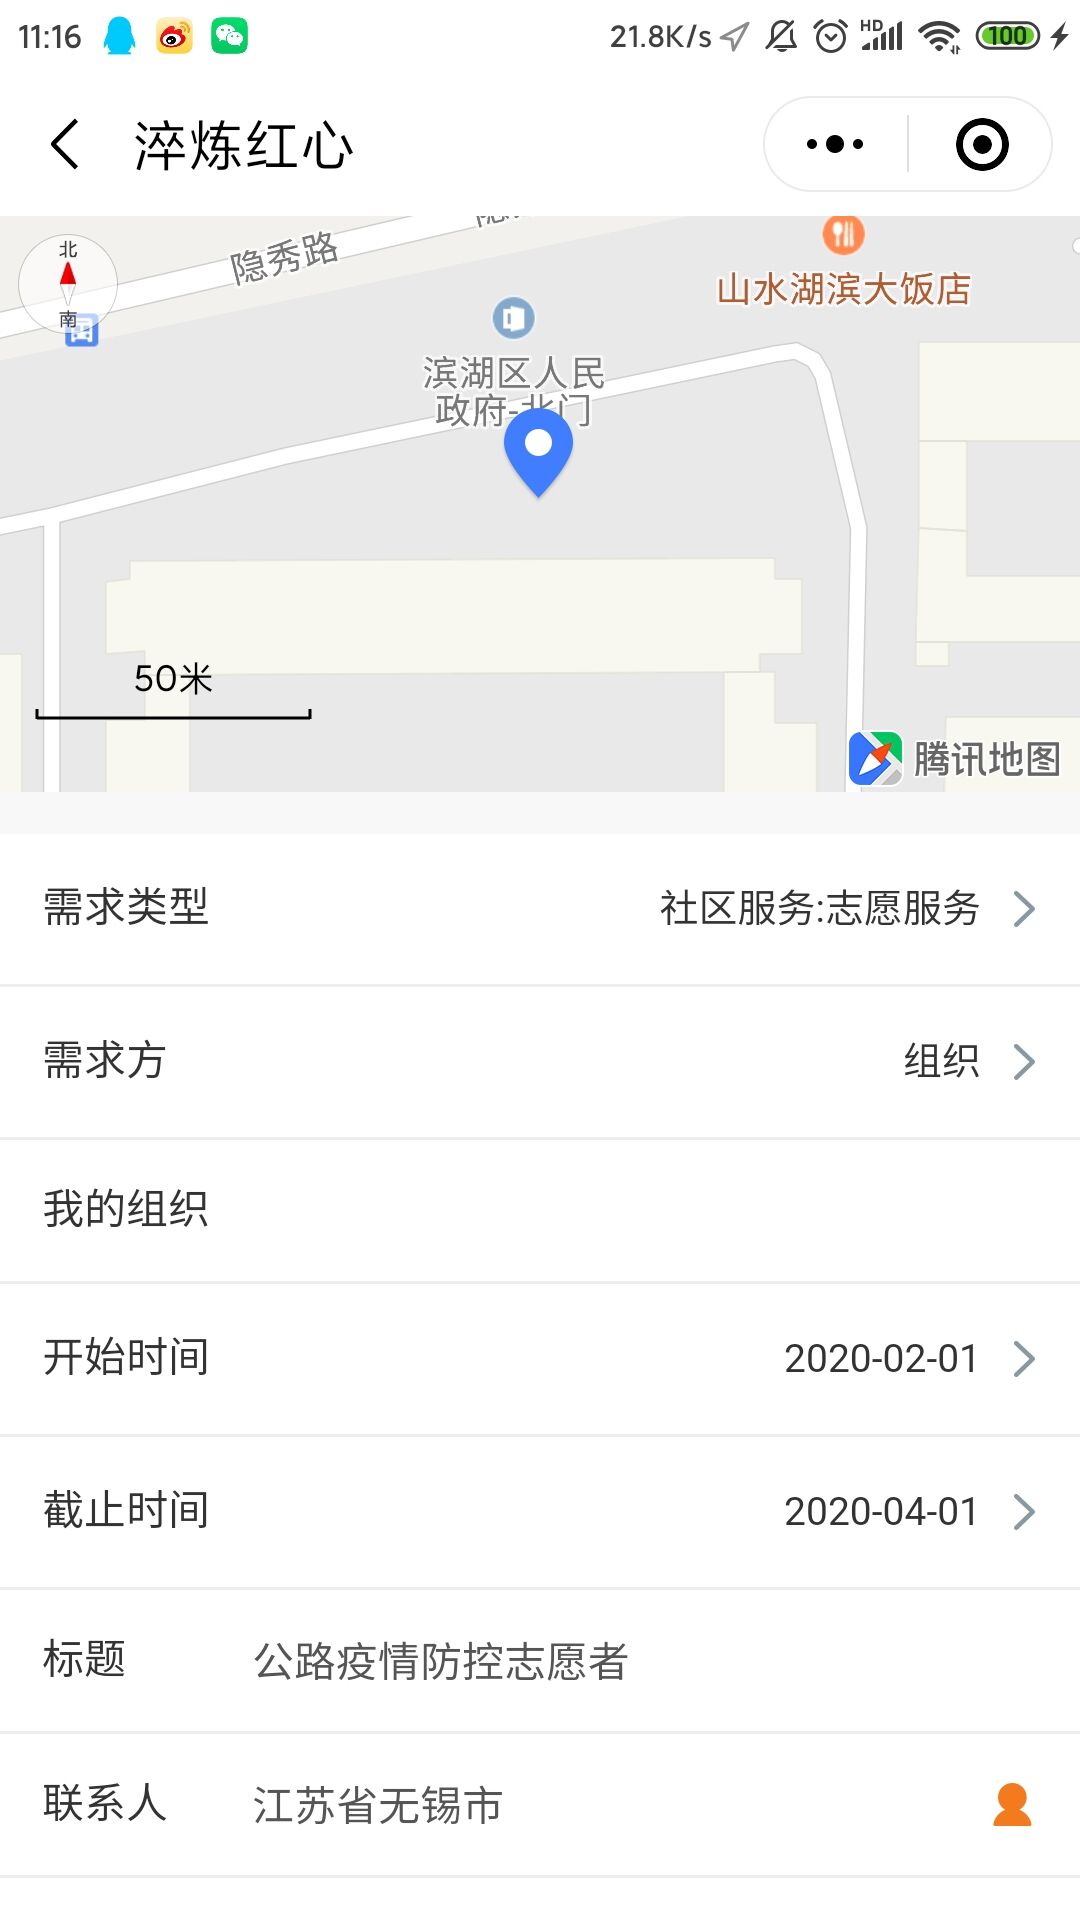 11:16
21.8K/s
HD
100
淬炼红心
北
南
隐秀路
山水湖滨大饭店
滨湖区人民
政府-北门
50米
腾讯地图
需求类型
社区服务:志愿服务
需求方
组织
我的组织
开始时间
2020-02-01
截止时间
2020-04-01
标题
公路疫情防控志愿者
联系人
江苏省无锡市